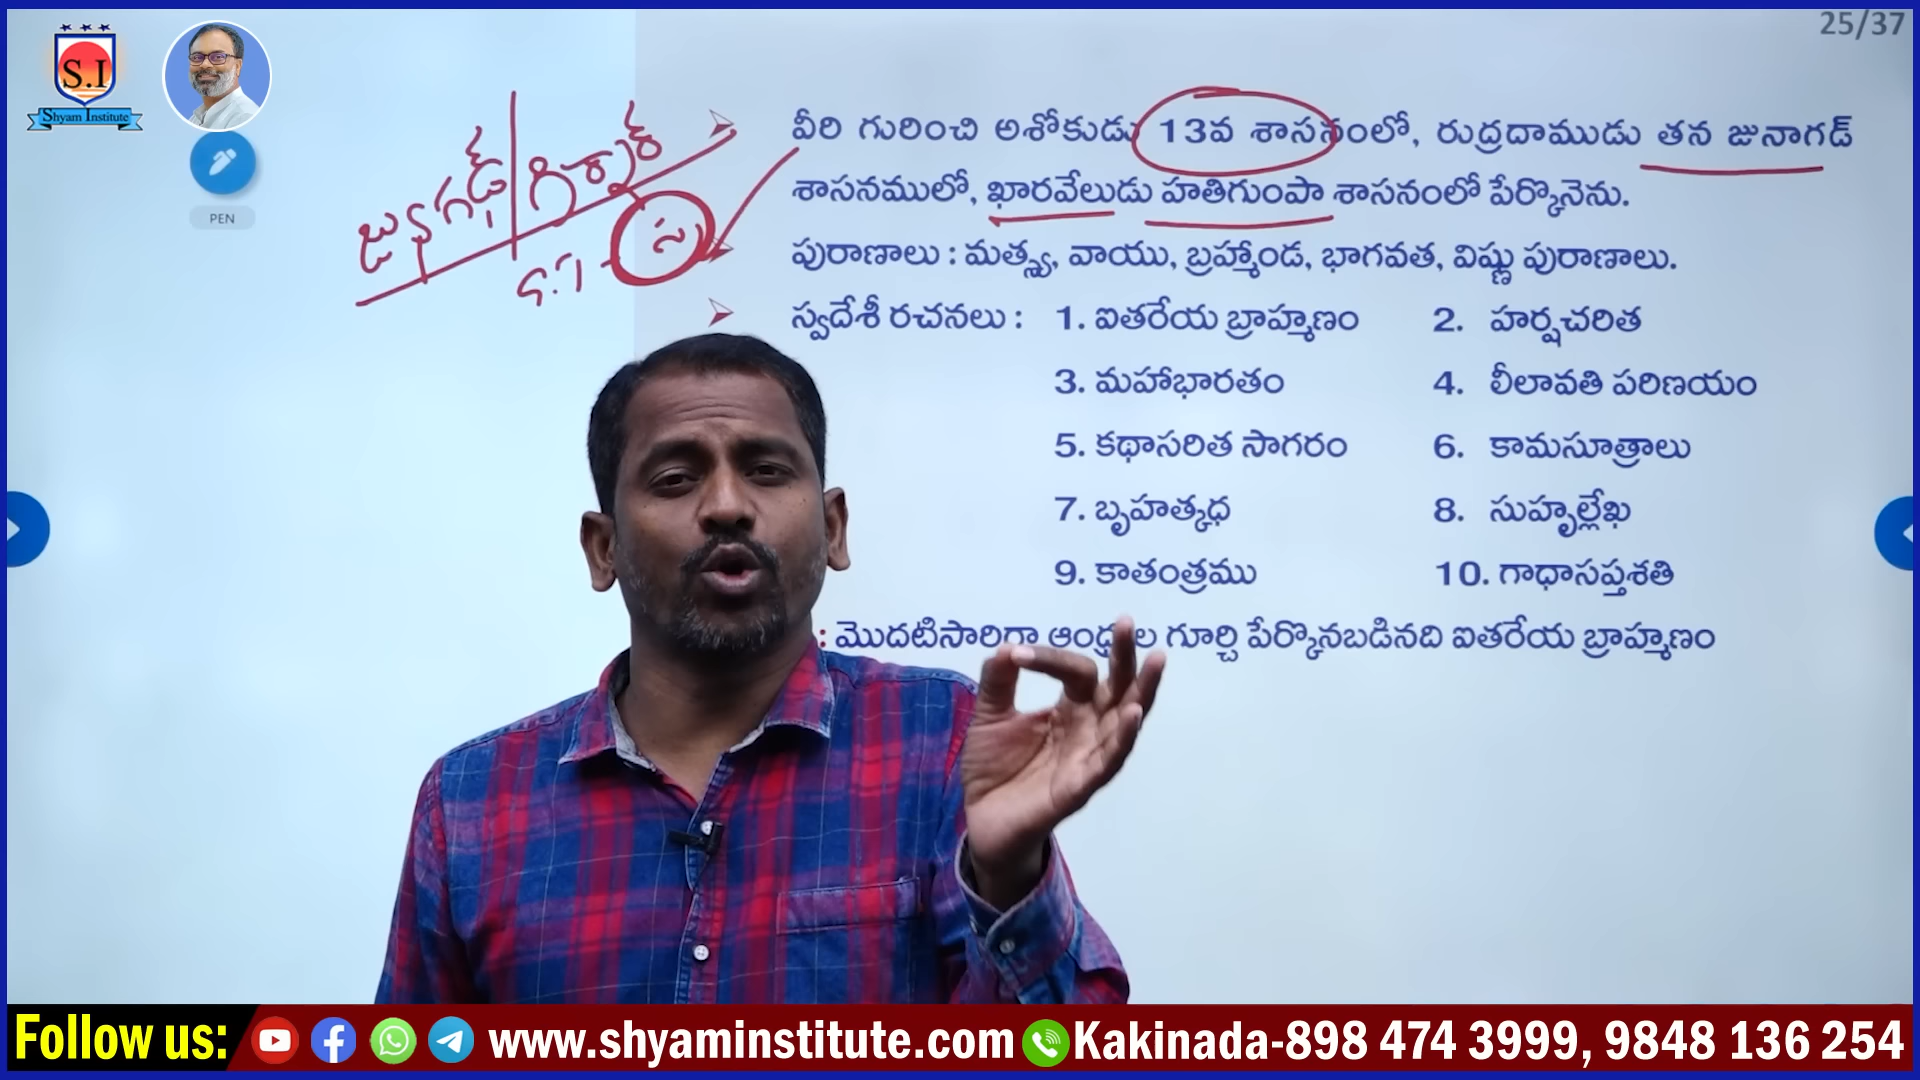 25/37
S.I
Shyam Institute
PEN
జునగఢ్ గిర్నార్
వీరి గురించి అశోకుడు 13వ శాసనంలో, రుద్రదాముడు తన జునాగడ్
శాసనములో, ఖారవేలుడు హతిగుంపా శాసనంలో పేర్కొనెను.
పురాణాలు : మత్స్య, వాయు, బ్రహ్మాండ, భాగవత, విష్ణు పురాణాలు.
స్వదేశీ రచనలు : 1. ఐతరేయ బ్రాహ్మణం 2. హర్షచరిత
3. మహాభారతం 4. లీలావతి పరిణయం
5. కథాసరిత సాగరం 6. కామసూత్రాలు
7. బృహత్కధ 8. సుహృల్లేఖ
9. కాతంత్రము 10. గాధాసప్తశతి
: మొదటిసారిగా ఆంధ్రుల గూర్చి పేర్కొనబడినది ఐతరేయ బ్రాహ్మణం
Follow us: www.shyaminstitute.com Kakinada-898 474 3999, 9848 136 254